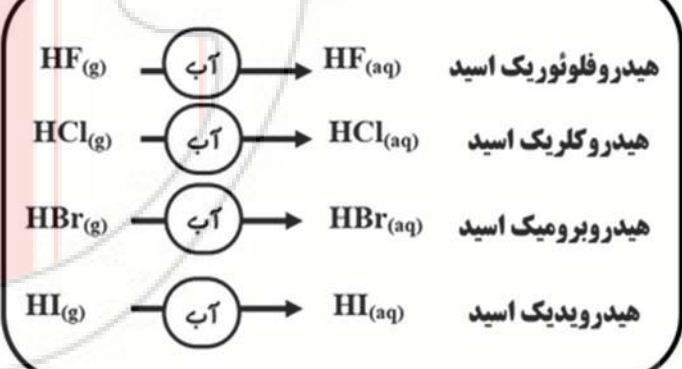 HF(g) آب HF(aq) هیدروفلوئوریک اسید
HCl(g) آب HCl(aq) هیدروکلریک اسید
HBr(g) آب HBr(aq) هیدروبرومیک اسید
HI(g) آب HI(aq) هیدرویدیک اسید